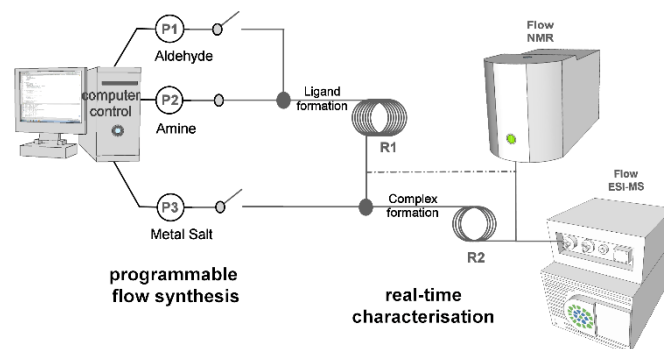 P1
Aldehyde
Flow
NMR
computer
control
P2
Amine
Ligand
formation
R1
P3
Metal Salt
Complex
formation
R2
Flow
ESI-MS
programmable
flow synthesis
real-time
characterisation